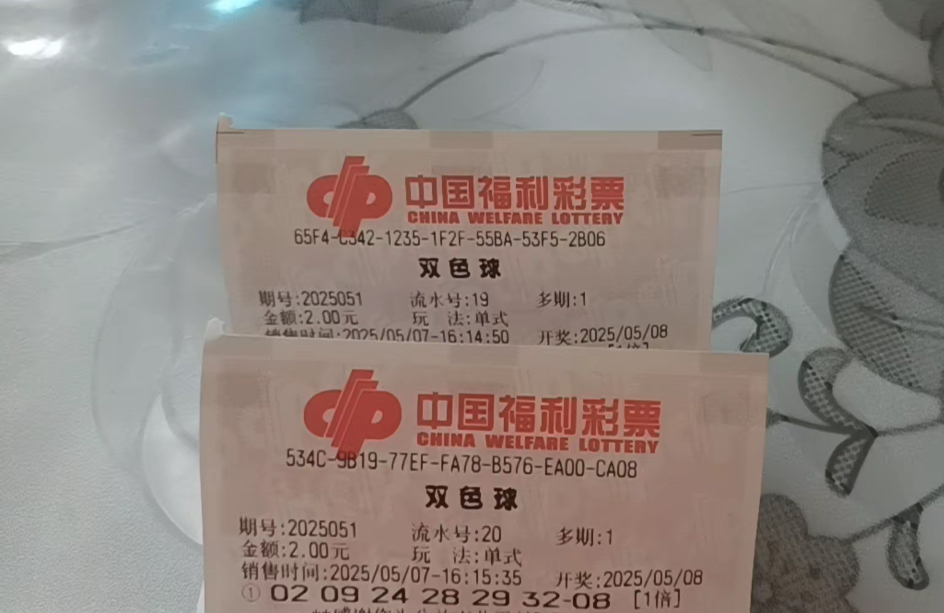 中国福利彩票
CHINA WELFARE LOTTERY
65F4-C342-1235-1F2F-55BA-53F5-2B06
双色球
期号:2025051 流水号:19 多期:1
金额:2.00元 玩 法:单式
销售时间:2025/05/07-16:14:50 开奖:2025/05/08
[1倍]
中国福利彩票
CHINA WELFARE LOTTERY
534C-9B19-77EF-FA78-B576-EA00-CA08
双色球
期号:2025051 流水号:20 多期:1
金额:2.00元 玩 法:单式
销售时间:2025/05/07-16:15:35 开奖:2025/05/08
① 02 09 24 28 29 32-08 [1倍]